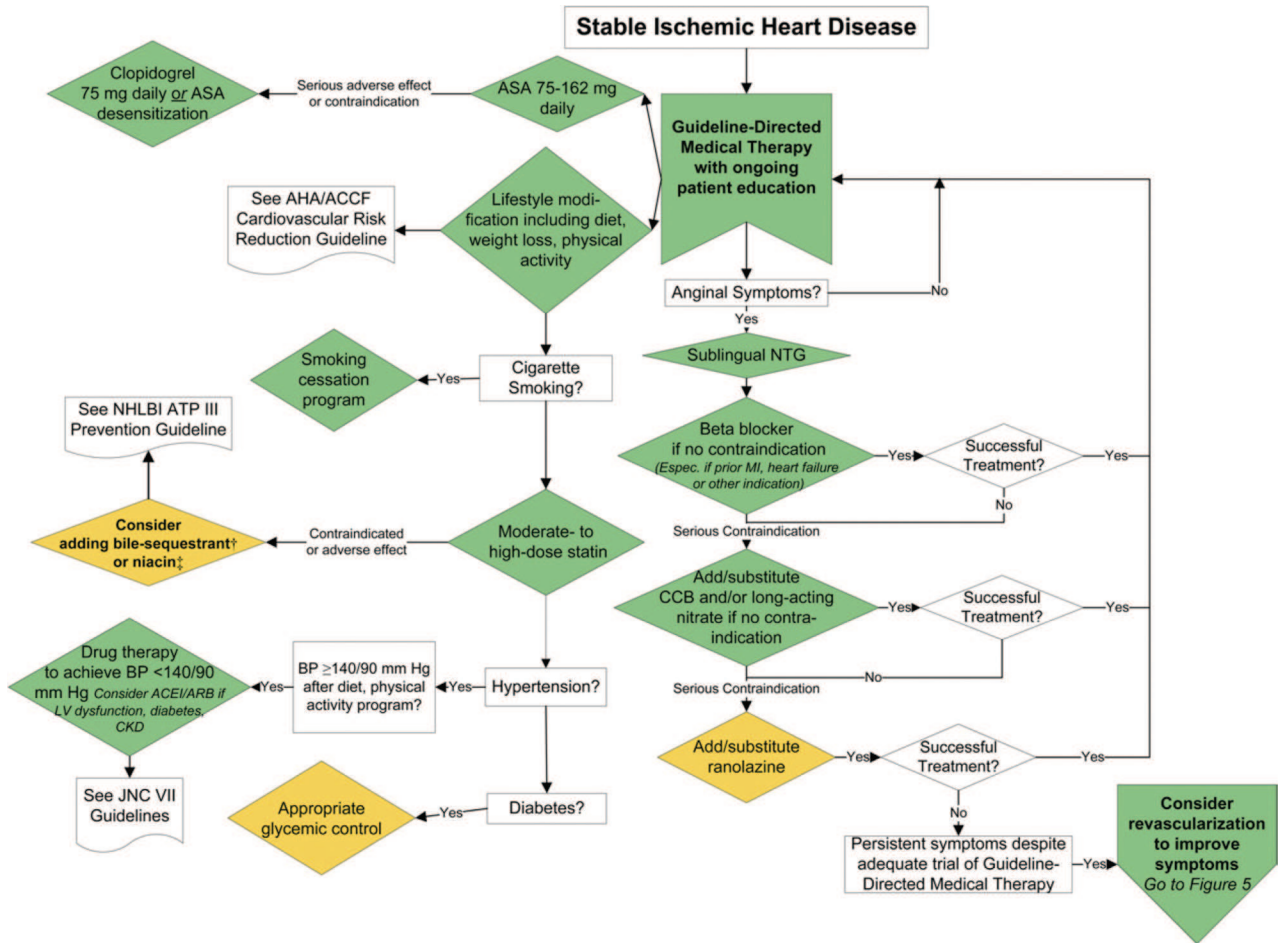 Stable Ischemic Heart Disease
Clopidogrel
75 mg daily or ASA
desensitization
Serious adverse effect
or contraindication
ASA 75-162 mg
daily
Guideline-Directed
Medical Therapy
with ongoing
patient education
See AHA/ACCF
Cardiovascular Risk
Reduction Guideline
Lifestyle modi-
fication including diet,
weight loss, physical
activity
Anginal Symptoms?
No
Yes
Sublingual NTG
Smoking
cessation
program
Yes
Cigarette
Smoking?
See NHLBI ATP III
Prevention Guideline
Beta blocker
if no contraindication
(Espec. if prior MI, heart failure
or other indication)
Yes
Successful
Treatment?
Yes
No
Serious Contraindication
Consider
adding bile-sequestrant†
or niacin‡
Contraindicated
or adverse effect
Moderate- to
high-dose statin
Add/substitute
CCB and/or long-acting
nitrate if no contra-
indication
Yes
Successful
Treatment?
Yes
No
Serious Contraindication
Drug therapy
to achieve BP <140/90
mm Hg Consider ACEI/ARB if
LV dysfunction, diabetes,
CKD
Yes
BP ≥140/90 mm Hg
after diet, physical
activity program?
Yes
Hypertension?
Add/substitute
ranolazine
Yes
Successful
Treatment?
Yes
No
See JNC VII
Guidelines
Appropriate
glycemic control
Yes
Diabetes?
Persistent symptoms despite
adequate trial of Guideline-
Directed Medical Therapy
Yes
Consider
revascularization
to improve
symptoms
Go to Figure 5